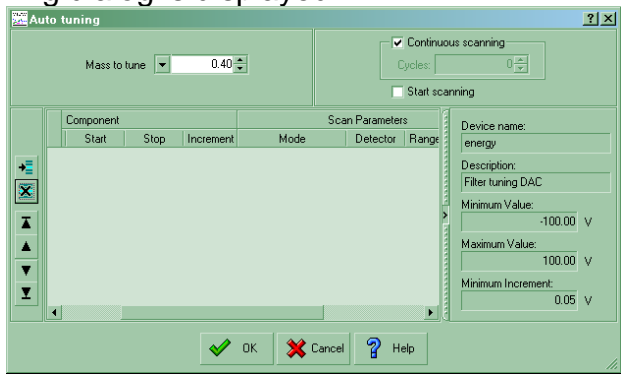 Auto tuning
Mass to tune 0.40
Continuous scanning
Cycles: 0
Start scanning
Component Scan Parameters
Start Stop Increment Mode Detector Range
Device name:
energy
Description:
Filter tuning DAC
Minimum Value:
-100.00 V
Maximum Value:
100.00 V
Minimum Increment:
0.05 V
OK Cancel Help